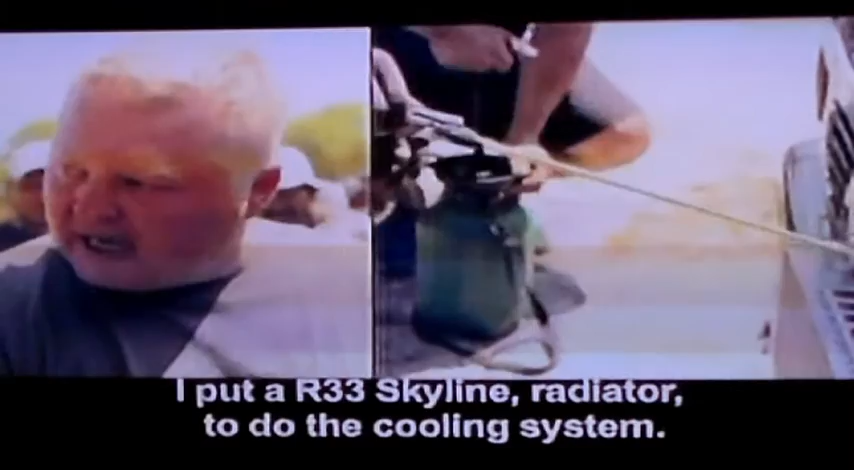 I put a R33 Skyline, radiator,
to do the cooling system.